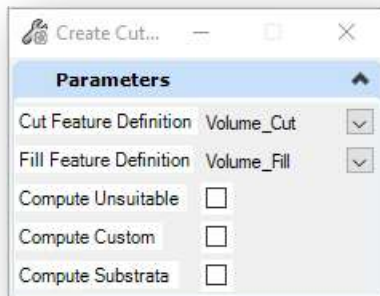 Create Cut...
Parameters
Cut Feature Definition Volume_Cut
Fill Feature Definition Volume_Fill
Compute Unsuitable
Compute Custom
Compute Substrata